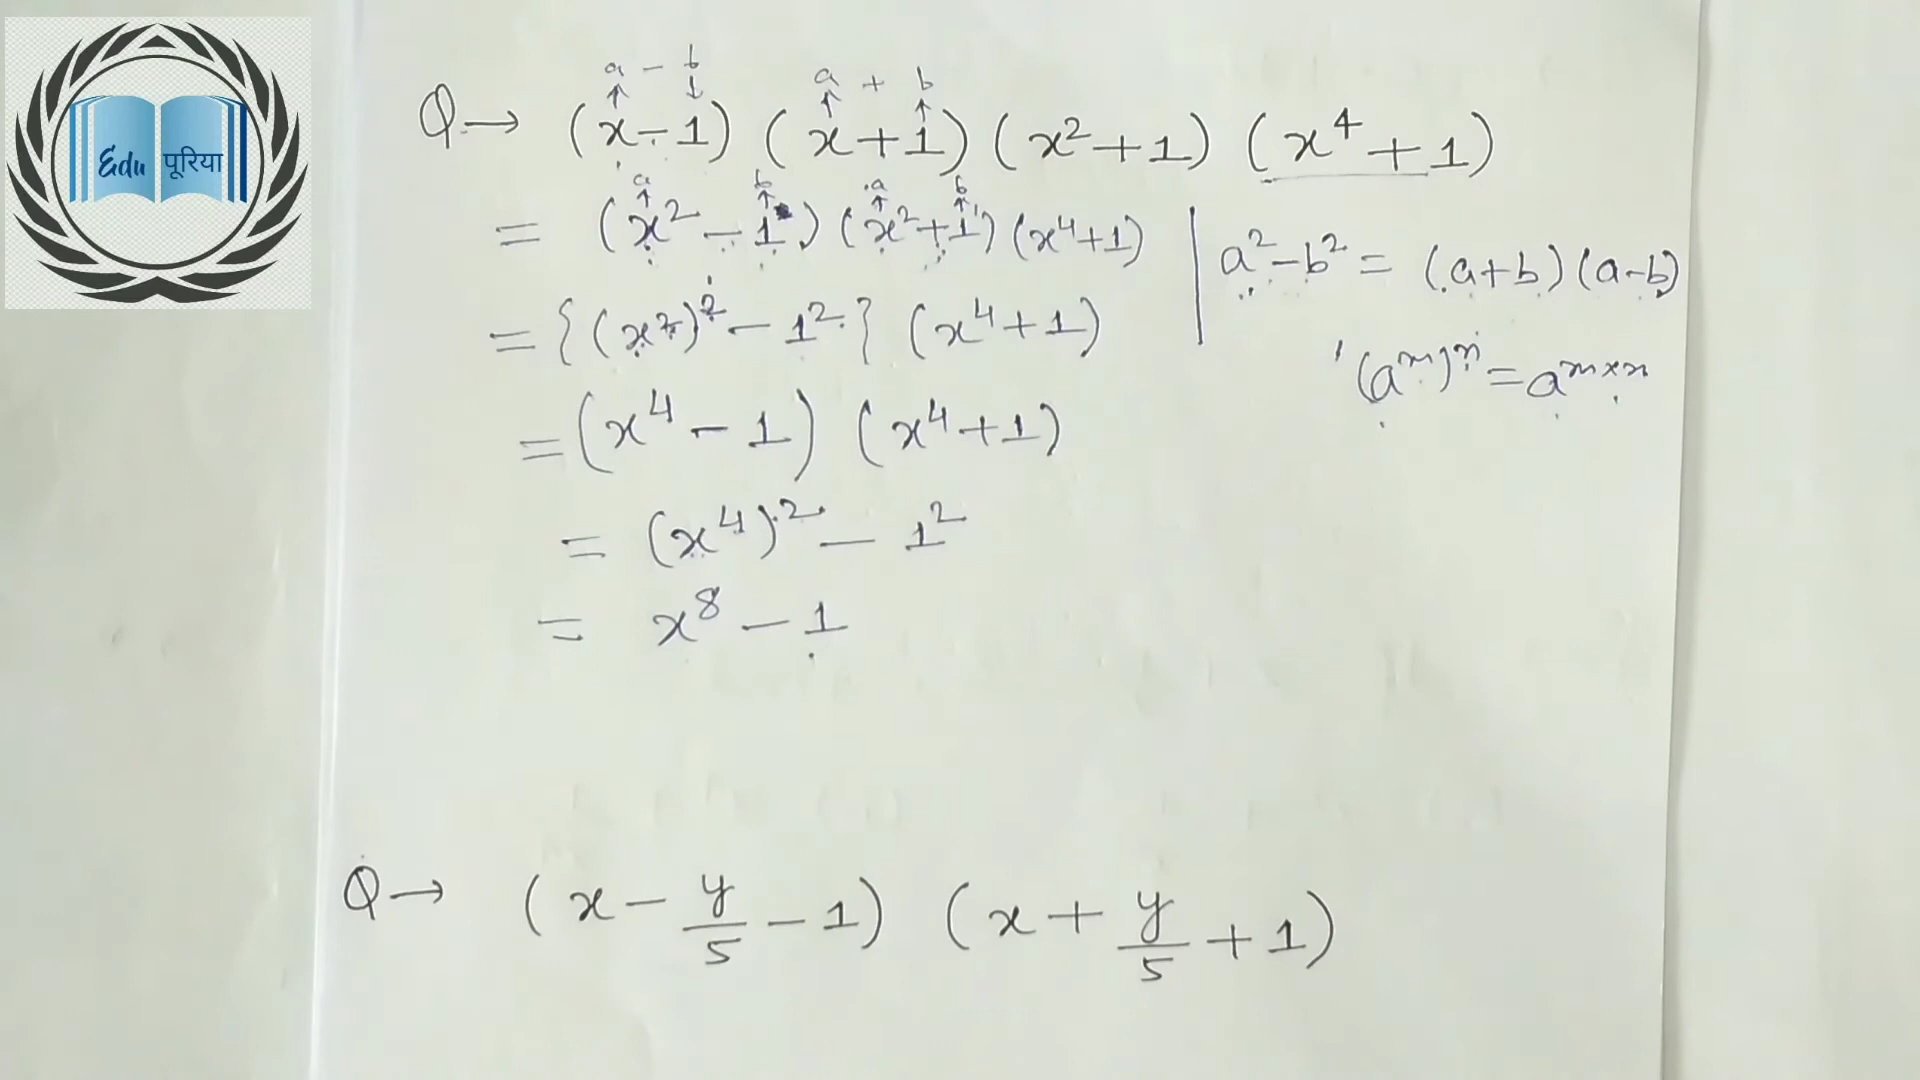 Edu पूरिया
a - b a + b
Q→ (x-1) (x+1) (x²+1) (x⁴+1)
a b a b
= (x²-1) (x²+1) (x⁴+1)
a²-b² = (a+b)(a-b)
= {(x²)² - 1²} (x⁴+1)
(aᵐ)ⁿ = aᵐˣⁿ
= (x⁴-1) (x⁴+1)
= (x⁴)² - 1²
= x⁸ - 1
Q→ (x - y/5 - 1) (x + y/5 + 1)